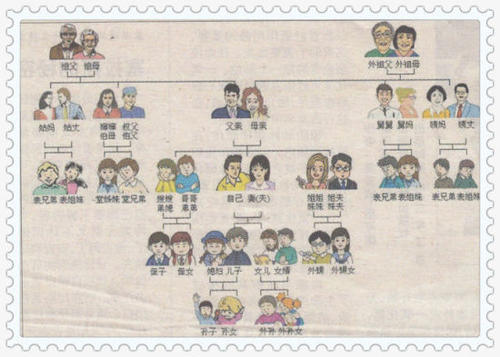 祖父 祖母 外祖父 外祖母
姑妈 姑丈 婶婶 叔父 父亲 母亲 舅舅 舅妈 姨妈 姨丈
伯母 伯父
表兄弟 表姐妹 堂姊妹 堂兄弟 嫂嫂 哥哥 自己 妻(夫) 姐姐 姐夫 表兄弟 表姐妹 表兄弟 表姐妹
弟媳 弟弟 妹妹 妹夫
侄子 侄女 媳妇 儿子 女儿 女婿 外甥 外甥女
孙子 孙女 外孙 外孙女